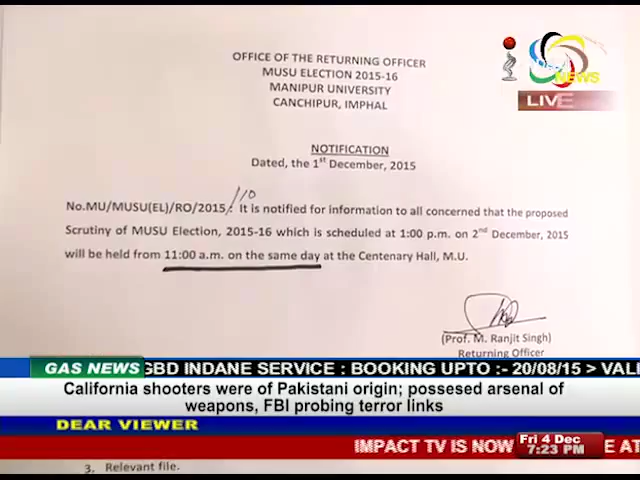 OFFICE OF THE RETURNING OFFICER
MUSU ELECTION 2015-16
MANIPUR UNIVERSITY
CANCHIPUR, IMPHAL
NEWS
LIVE
NOTIFICATION
Dated, the 1st December, 2015
No.MU/MUSU(EL)/RO/2015/110 It is notified for information to all concerned that the proposed
Scrutiny of MUSU Election, 2015-16 which is scheduled at 1:00 p.m. on 2nd December, 2015
will be held from 11:00 a.m. on the same day at the Centenary Hall, M.U.
(Prof. M. Ranjit Singh)
Returning Officer
GAS NEWS
GBD INDANE SERVICE : BOOKING UPTO :- 20/08/15 > VALI
California shooters were of Pakistani origin; possesed arsenal of
weapons, FBI probing terror links
DEAR VIEWER
IMPACT TV IS NOW
Fri 4 Dec
7:23 PM
E AT
3. Relevant file.